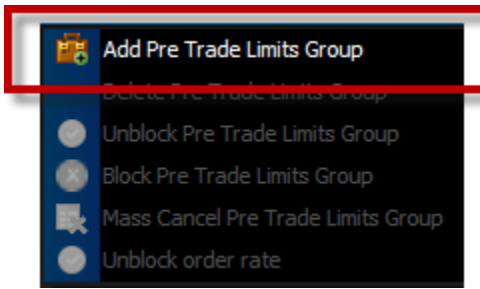 Add Pre Trade Limits Group
Delete Pre Trade Limits Group
Unblock Pre Trade Limits Group
Block Pre Trade Limits Group
Mass Cancel Pre Trade Limits Group
Unblock order rate